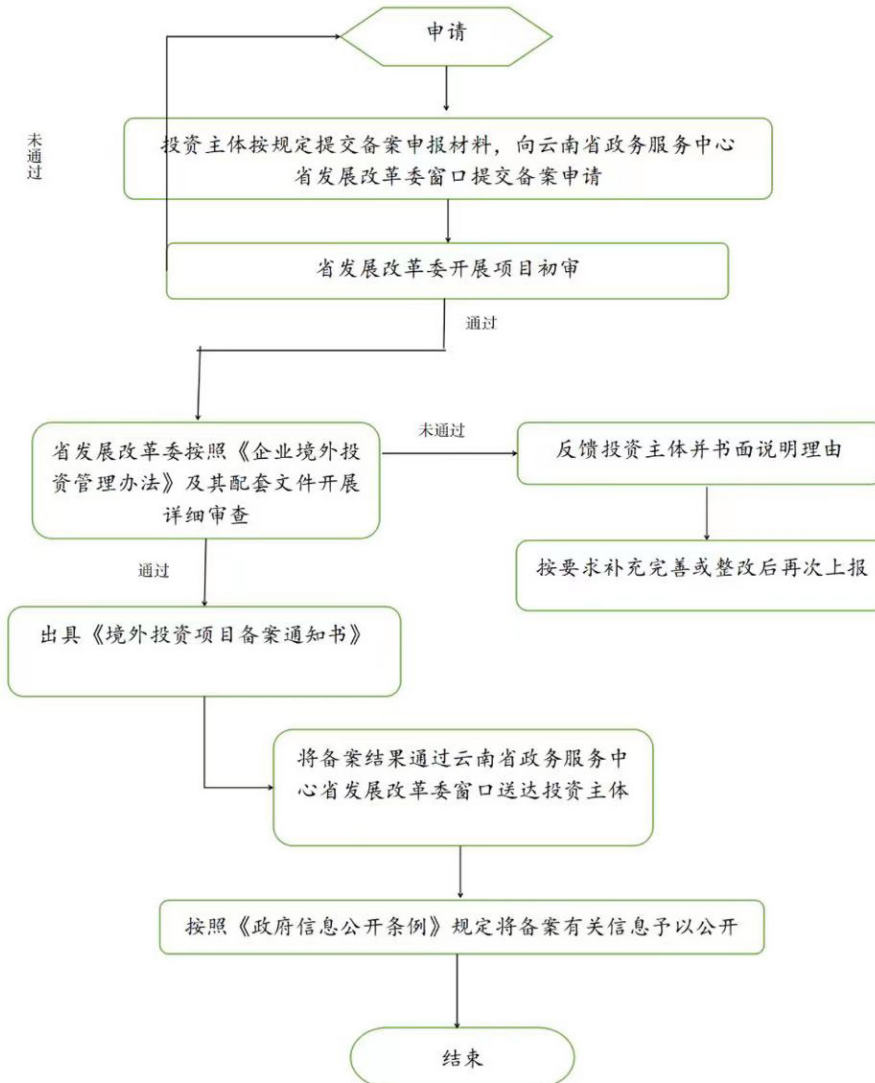 申请
未通过
投资主体按规定提交备案申报材料，向云南省政务服务中心
省发展改革委窗口提交备案申请
省发展改革委开展项目初审
通过
省发展改革委按照《企业境外投
资管理办法》及其配套文件开展
详细审查
未通过
反馈投资主体并书面说明理由
按要求补充完善或整改后再次上报
通过
出具《境外投资项目备案通知书》
将备案结果通过云南省政务服务中
心省发展改革委窗口送达投资主体
按照《政府信息公开条例》规定将备案有关信息予以公开
结束